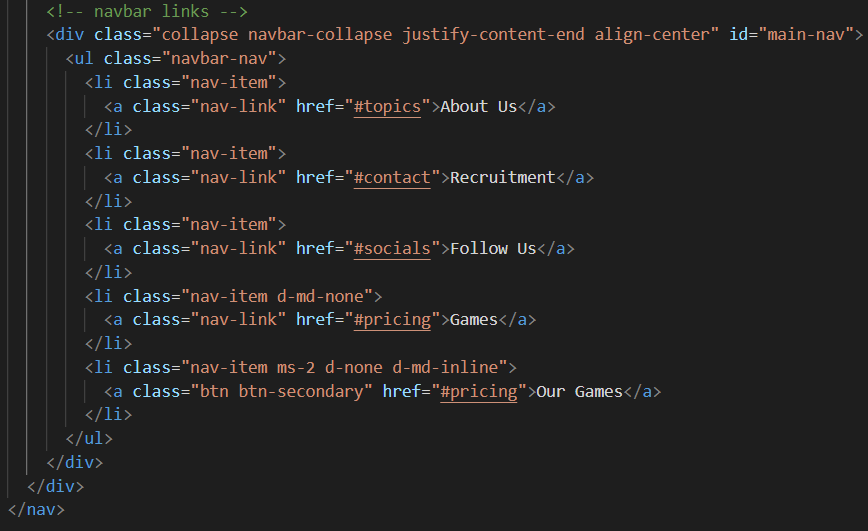 <!-- navbar links -->
<div class="collapse navbar-collapse justify-content-end align-center" id="main-nav">
<ul class="navbar-nav">
<li class="nav-item">
<a class="nav-link" href="#topics">About Us</a>
</li>
<li class="nav-item">
<a class="nav-link" href="#contact">Recruitment</a>
</li>
<li class="nav-item">
<a class="nav-link" href="#socials">Follow Us</a>
</li>
<li class="nav-item d-md-none">
<a class="nav-link" href="#pricing">Games</a>
</li>
<li class="nav-item ms-2 d-none d-md-inline">
<a class="btn btn-secondary" href="#pricing">Our Games</a>
</li>
</ul>
</div>
</div>
</nav>